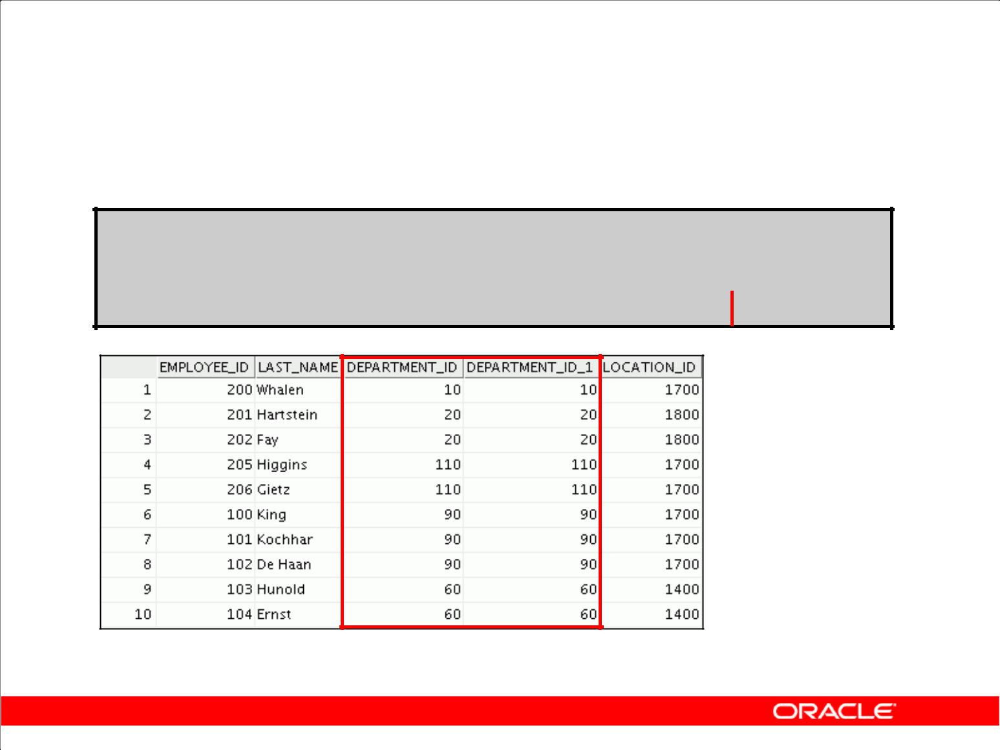 EMPLOYEE_ID LAST_NAME DEPARTMENT_ID DEPARTMENT_ID_1 LOCATION_ID
1 200 Whalen 10 10 1700
2 201 Hartstein 20 20 1800
3 202 Fay 20 20 1800
4 205 Higgins 110 110 1700
5 206 Gietz 110 110 1700
6 100 King 90 90 1700
7 101 Kochhar 90 90 1700
8 102 De Haan 90 90 1700
9 103 Hunold 60 60 1400
10 104 Ernst 60 60 1400
ORACLE